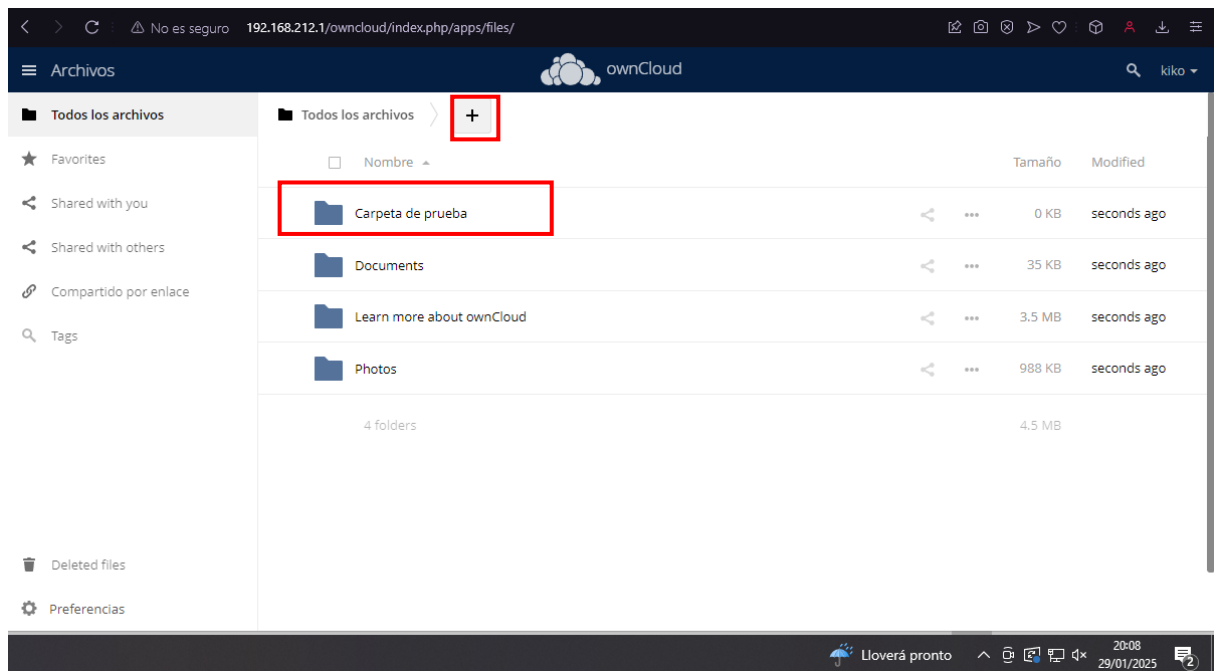 No es seguro 192.168.212.1/owncloud/index.php/apps/files/
Archivos ownCloud kiko
Todos los archivos Todos los archivos +
Favorites Nombre Tamaño Modified
Shared with you Carpeta de prueba 0 KB seconds ago
Shared with others Documents 35 KB seconds ago
Compartido por enlace Learn more about ownCloud 3.5 MB seconds ago
Tags Photos 988 KB seconds ago
4 folders 4.5 MB
Deleted files
Preferencias
Lloverá pronto 20:08
29/01/2025 2